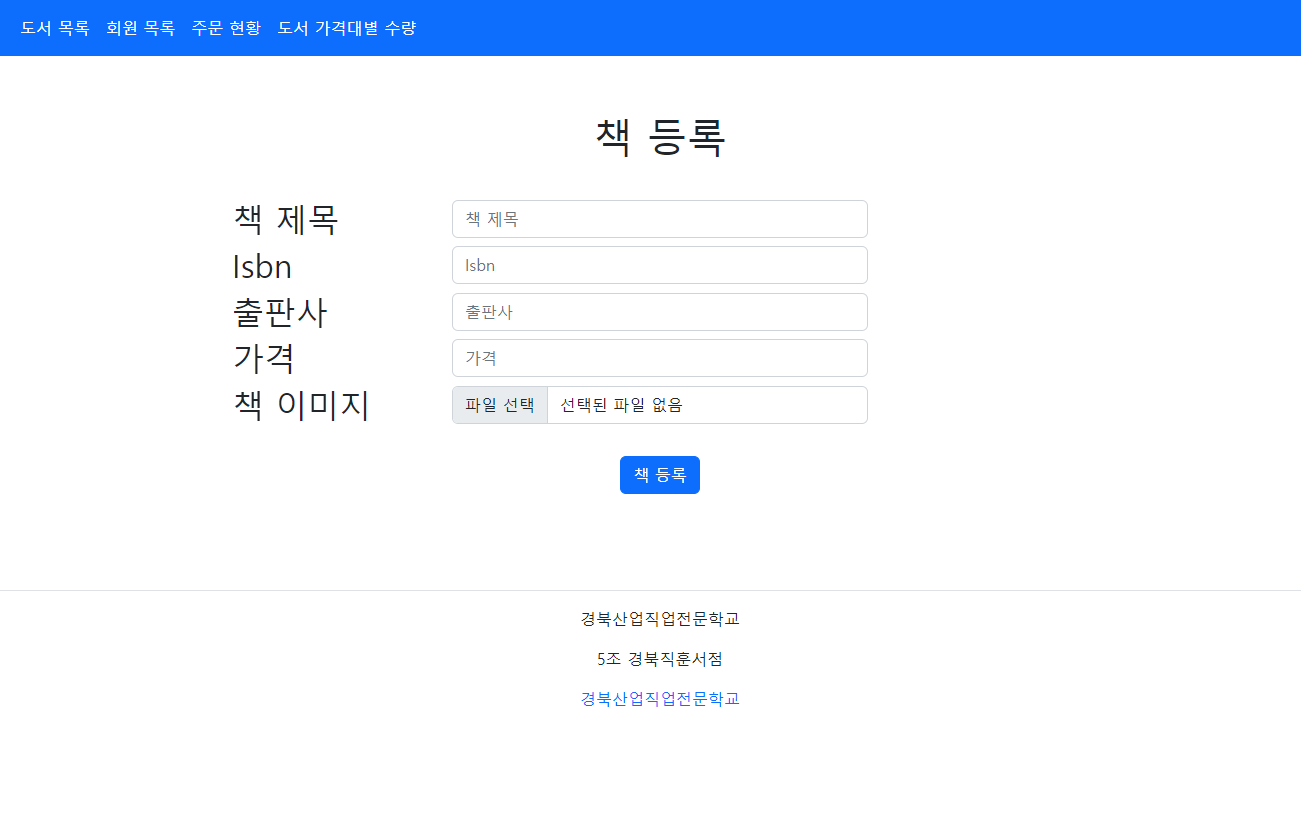 도서 목록 회원 목록 주문 현황 도서 가격대별 수량
책 등록
책 제목 책 제목
Isbn Isbn
출판사 출판사
가격 가격
책 이미지 파일 선택 선택된 파일 없음
책 등록
경북산업직업전문학교
5조 경북직훈서점
경북산업직업전문학교